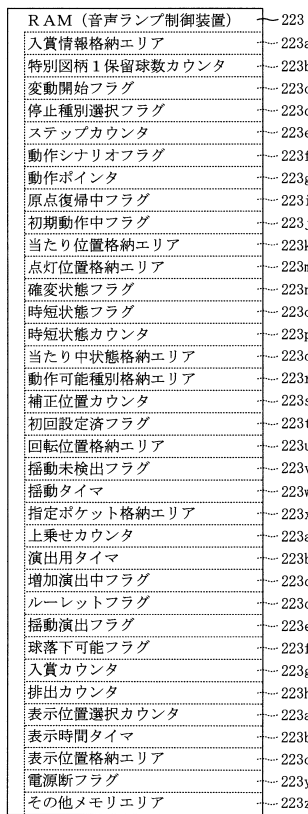 RAM（音声ランプ制御装置） 223
入賞情報格納エリア 223a
特別図柄１保留球数カウンタ 223b
変動開始フラグ 223c
停止種別選択フラグ
ステップカウンタ 223e
動作シナリオフラグ 223f
動作ポインタ 223g
原点復帰中フラグ 223i
初期動作中フラグ 223j
当たり位置格納エリア 223k
点灯位置格納エリア
確変状態フラグ
時短状態フラグ
時短状態カウンタ 223p
当たり中状態格納エリア
動作可能種別格納エリア
補正位置カウンタ 223s
初回設定済フラグ
回転位置格納エリア
揺動未検出フラグ
揺動タイマ
指定ポケット格納エリア
上乗せカウンタ
演出用タイマ
増加演出中フラグ
ルーレットフラグ
揺動演出フラグ
球落下可能フラグ
入賞カウンタ
排出カウンタ
表示位置選択カウンタ
表示時間タイマ
表示位置格納エリア
電源断フラグ 223y
その他メモリエリア 223z